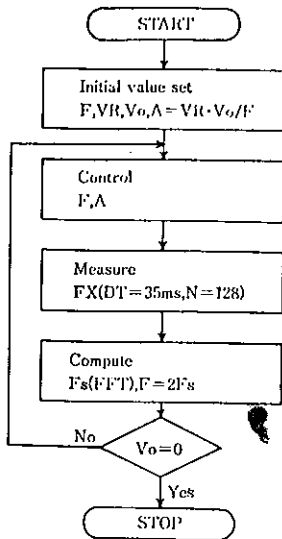 START
Initial value set
F,VR,Vo,A=VR·Vo/F
Control
F,A
Measure
FX(DT=35ms,N=128)
Compute
Fs(FFT),F=2Fs
No
Vo=0
Yes
STOP